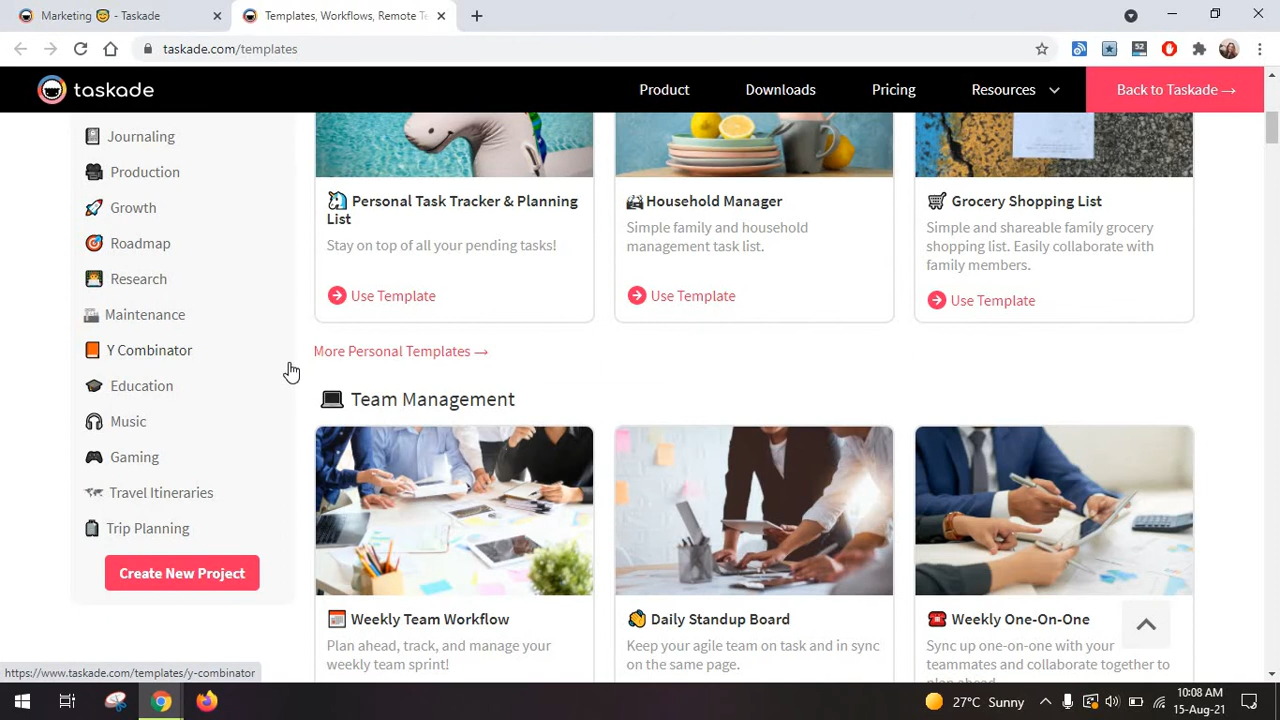 Marketing 😇 - Taskade
Templates, Workflows, Remote Te
taskade.com/templates
52
taskade
Product
Downloads
Pricing
Resources
Back to Taskade →
Journaling
Production
Growth
Roadmap
Research
Maintenance
Y Combinator
Education
Music
Gaming
Travel Itineraries
Trip Planning
Create New Project
Personal Task Tracker & Planning
List
Stay on top of all your pending tasks!
Use Template
Household Manager
Simple family and household
management task list.
Use Template
Grocery Shopping List
Simple and shareable family grocery
shopping list. Easily collaborate with
family members.
Use Template
More Personal Templates →
Team Management
Weekly Team Workflow
Plan ahead, track, and manage your
weekly team sprint!
Daily Standup Board
Keep your agile team on task and in sync
on the same page.
Weekly One-On-One
Sync up one-on-one with your
teammates and collaborate together to
plan ahead.
https://www.taskade.com/templates/y-combinator
27°C Sunny
10:08 AM
15-Aug-21